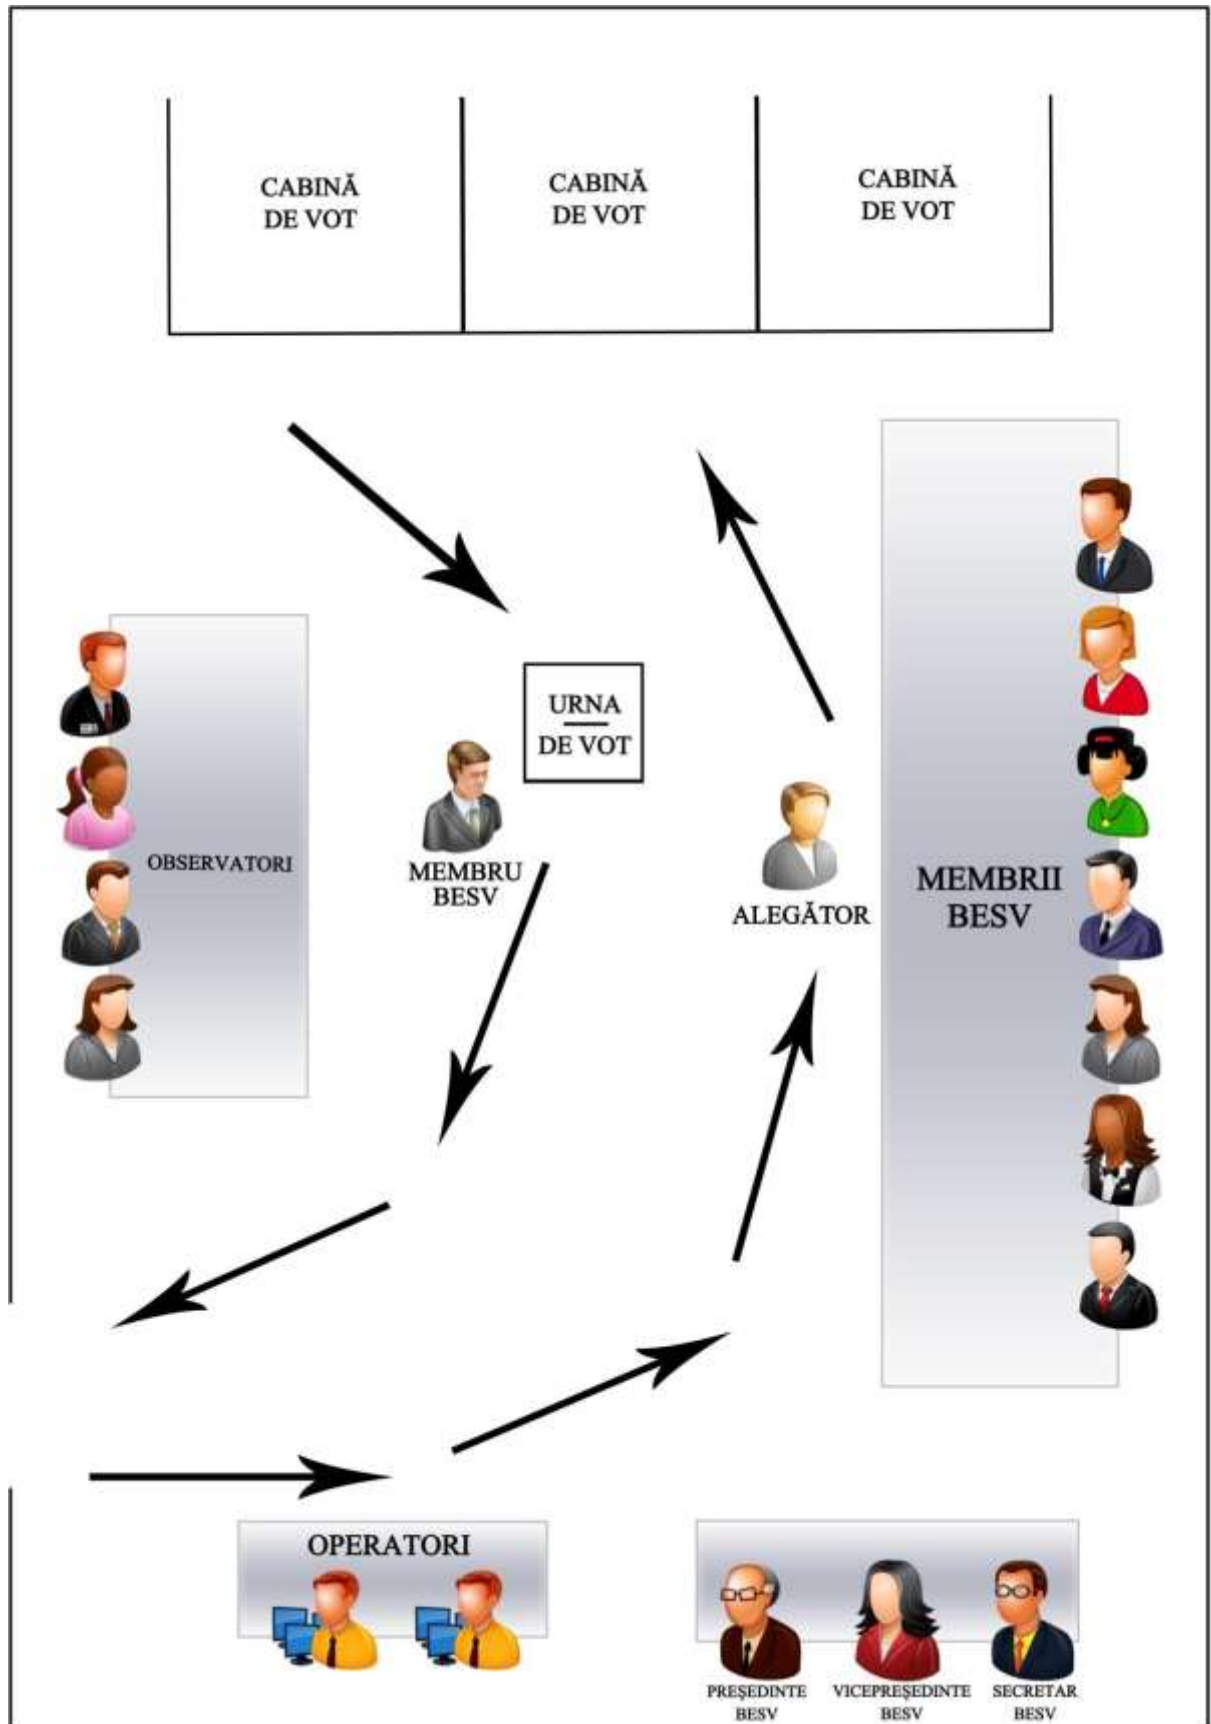 CABINĂ
DE VOT
CABINĂ
DE VOT
CABINĂ
DE VOT
URNA
DE VOT
OBSERVATORI
MEMBRU
BESV
ALEGĂTOR
MEMBRII
BESV
OPERATORI
PREŞEDINTE
BESV
VICEPREŞEDINTE
BESV
SECRETAR
BESV